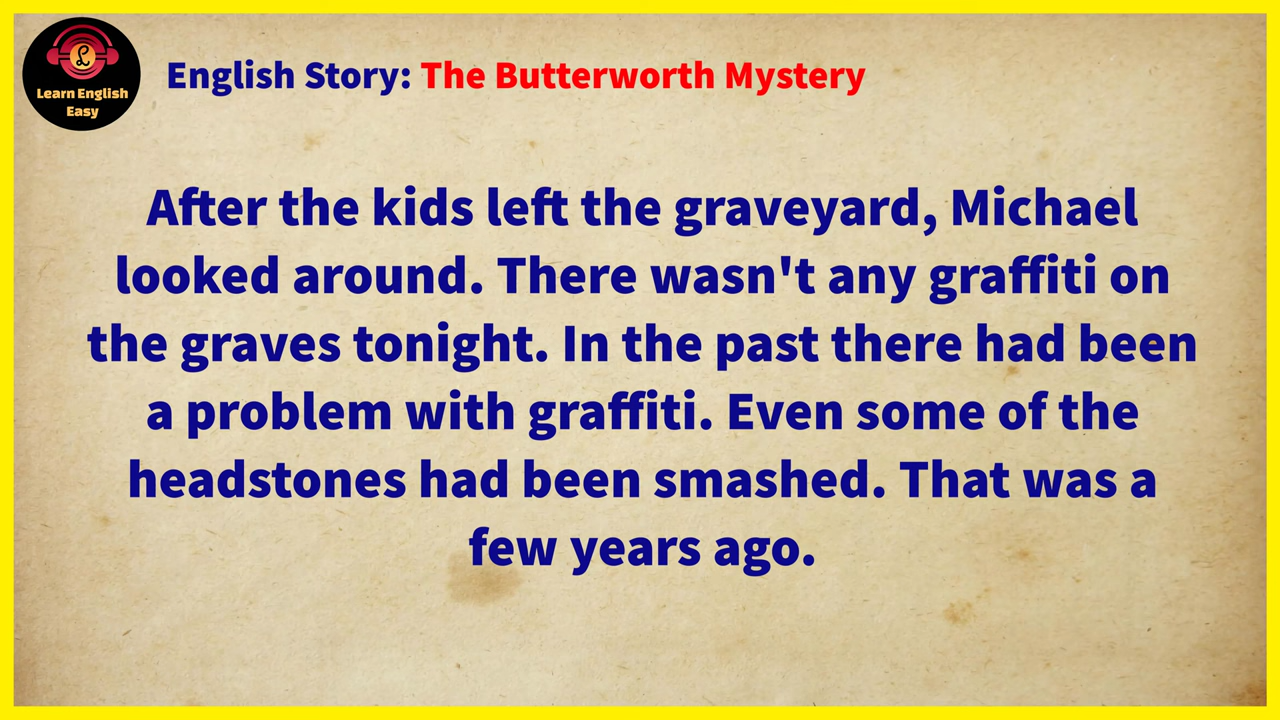 Learn English
Easy
English Story: The Butterworth Mystery
After the kids left the graveyard, Michael
looked around. There wasn't any graffiti on
the graves tonight. In the past there had been
a problem with graffiti. Even some of the
headstones had been smashed. That was a
few years ago.